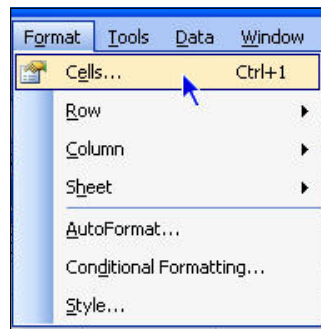 Format Tools Data Window
Cells... Ctrl+1
Row
Column
Sheet
AutoFormat...
Conditional Formatting...
Style...